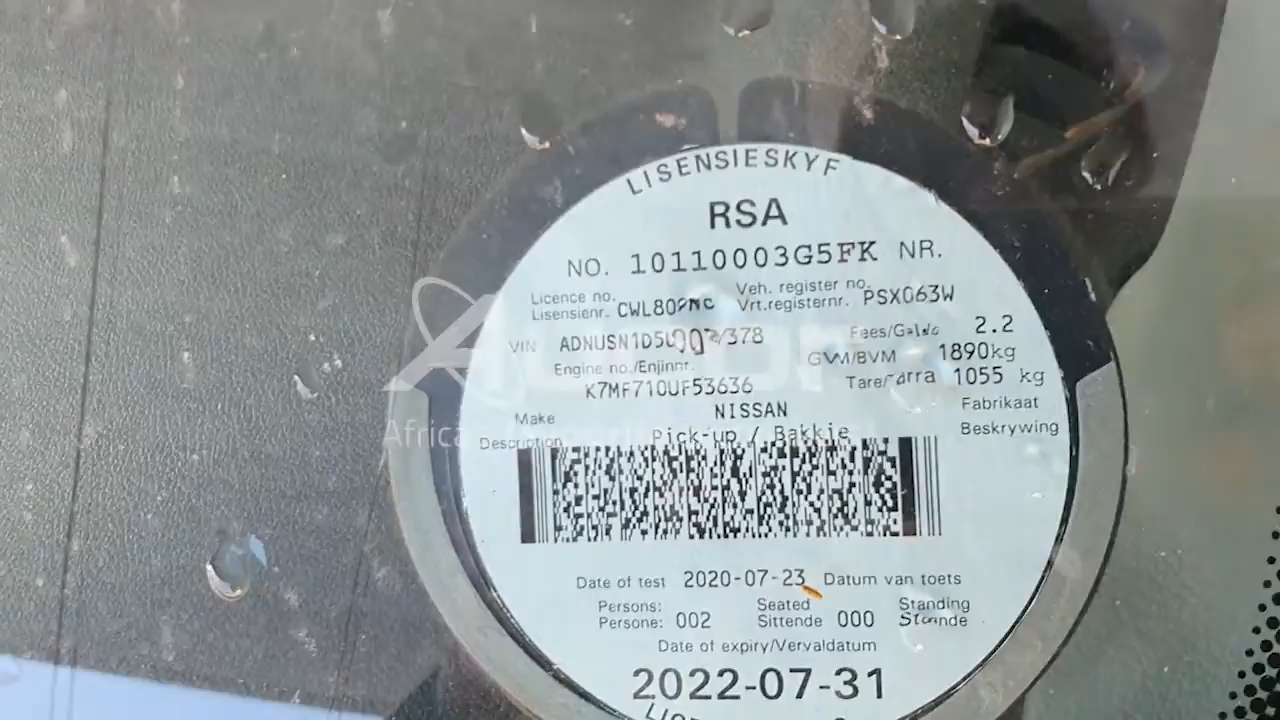 LISENSIESKYF
RSA
NO. 10110003G5FK NR.
Licence no. Veh. register no.
Lisensienr. Vrt.registernr. PSX063W
VIN Fees/Gelde 2.2
GVM/BVM 1890kg
Engine no./Enjinnr. Tare/Tarra 1055 kg
K7MF710UF53636
Make NISSAN Fabrikaat
Description Pick-up / Bakkie Beskrywing
Date of test 2020-07-23 Datum van toets
Persons: Seated Standing
Persone: 002 Sittende 000 Staande
Date of expiry/Vervaldatum
2022-07-31